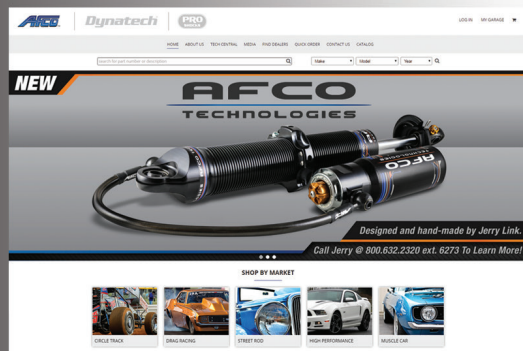 AFCO Dynatech PRO SHOCKS
LOG IN MY GARAGE
HOME ABOUT US TECH CENTRAL MEDIA FIND DEALERS QUICK ORDER CONTACT US CATALOG
Search for part number or description Make Model Year
NEW
AFCO
TECHNOLOGIES
AFCO
TECHNOLOGIES
AFCO
Designed and hand-made by Jerry Link.
Call Jerry @ 800.632.2320 ext. 6273 To Learn More!
SHOP BY MARKET
CIRCLE TRACK DRAG RACING STREET ROD HIGH PERFORMANCE MUSCLE CAR